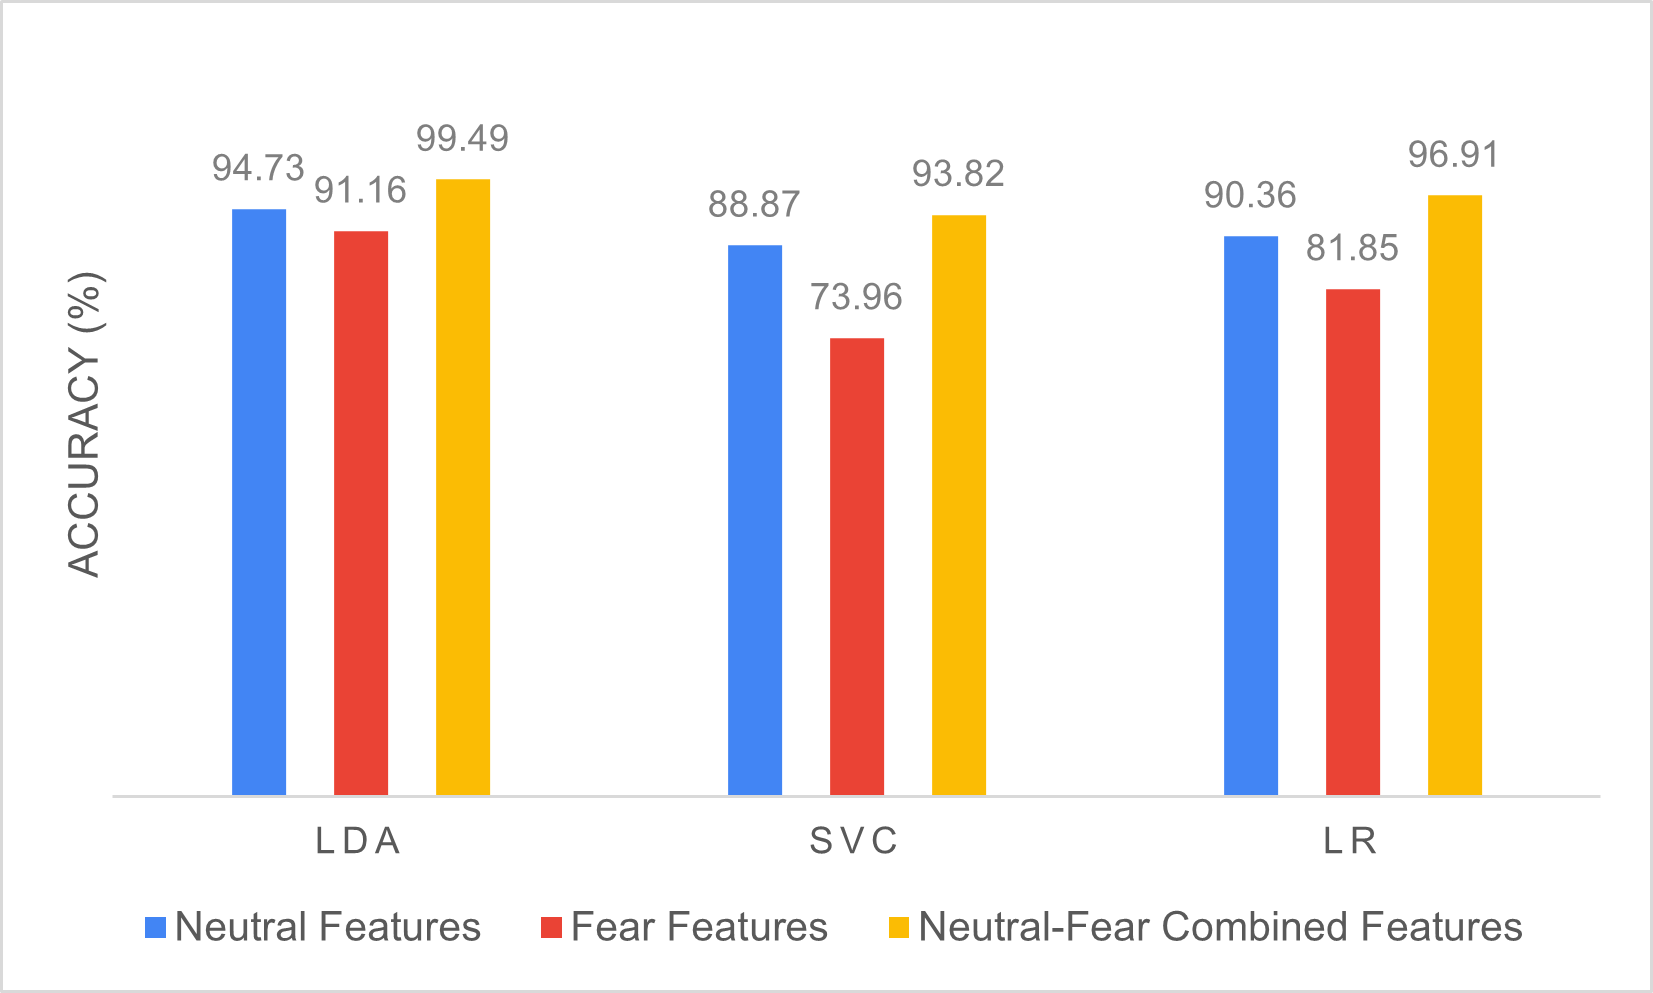 99.49
94.73
91.16
93.82
88.87
73.96
96.91
90.36
81.85
ACCURACY (%)
LDA
SVC
LR
Neutral Features
Fear Features
Neutral-Fear Combined Features